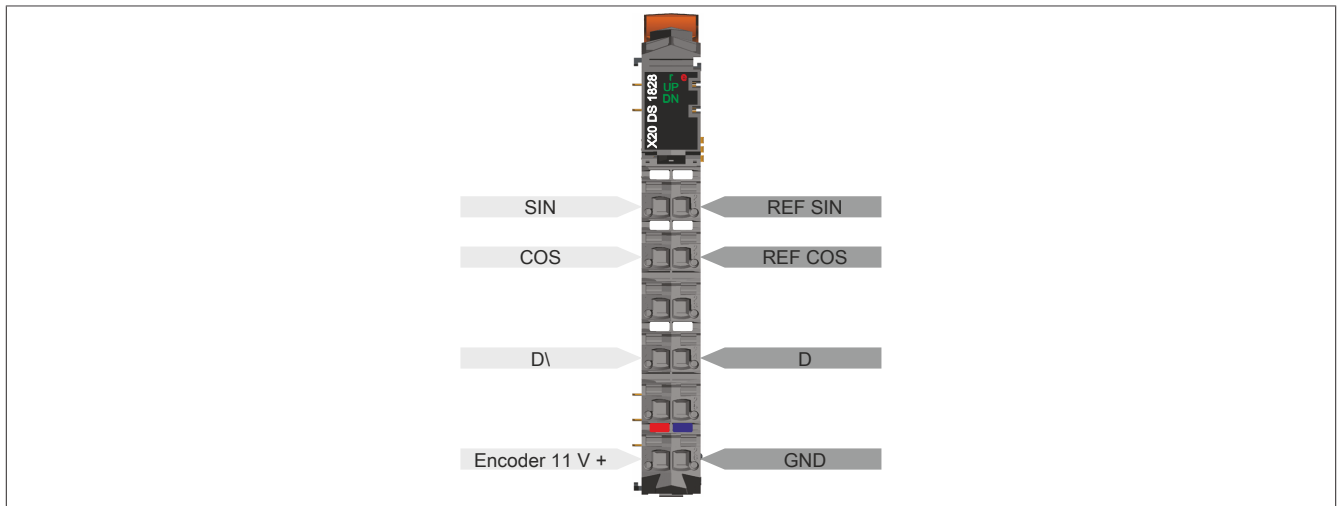 X20 DS 1828
r e
UP
DN
SIN REF SIN
COS REF COS
D\ D
Encoder 11 V + GND